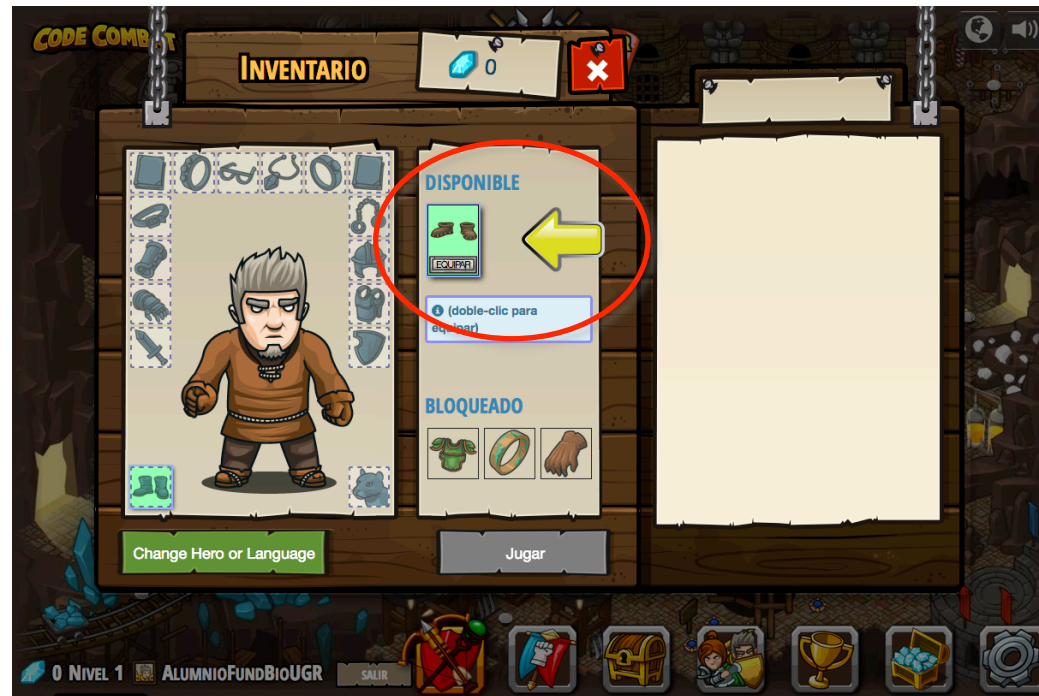 CODE COMBAT
INVENTARIO
0
DISPONIBLE
EQUIPAR
(doble-clic para
equipar)
BLOQUEADO
Change Hero or Language
Jugar
0 NIVEL 1 ALUMNIOFUNDBIOUGR SALIR